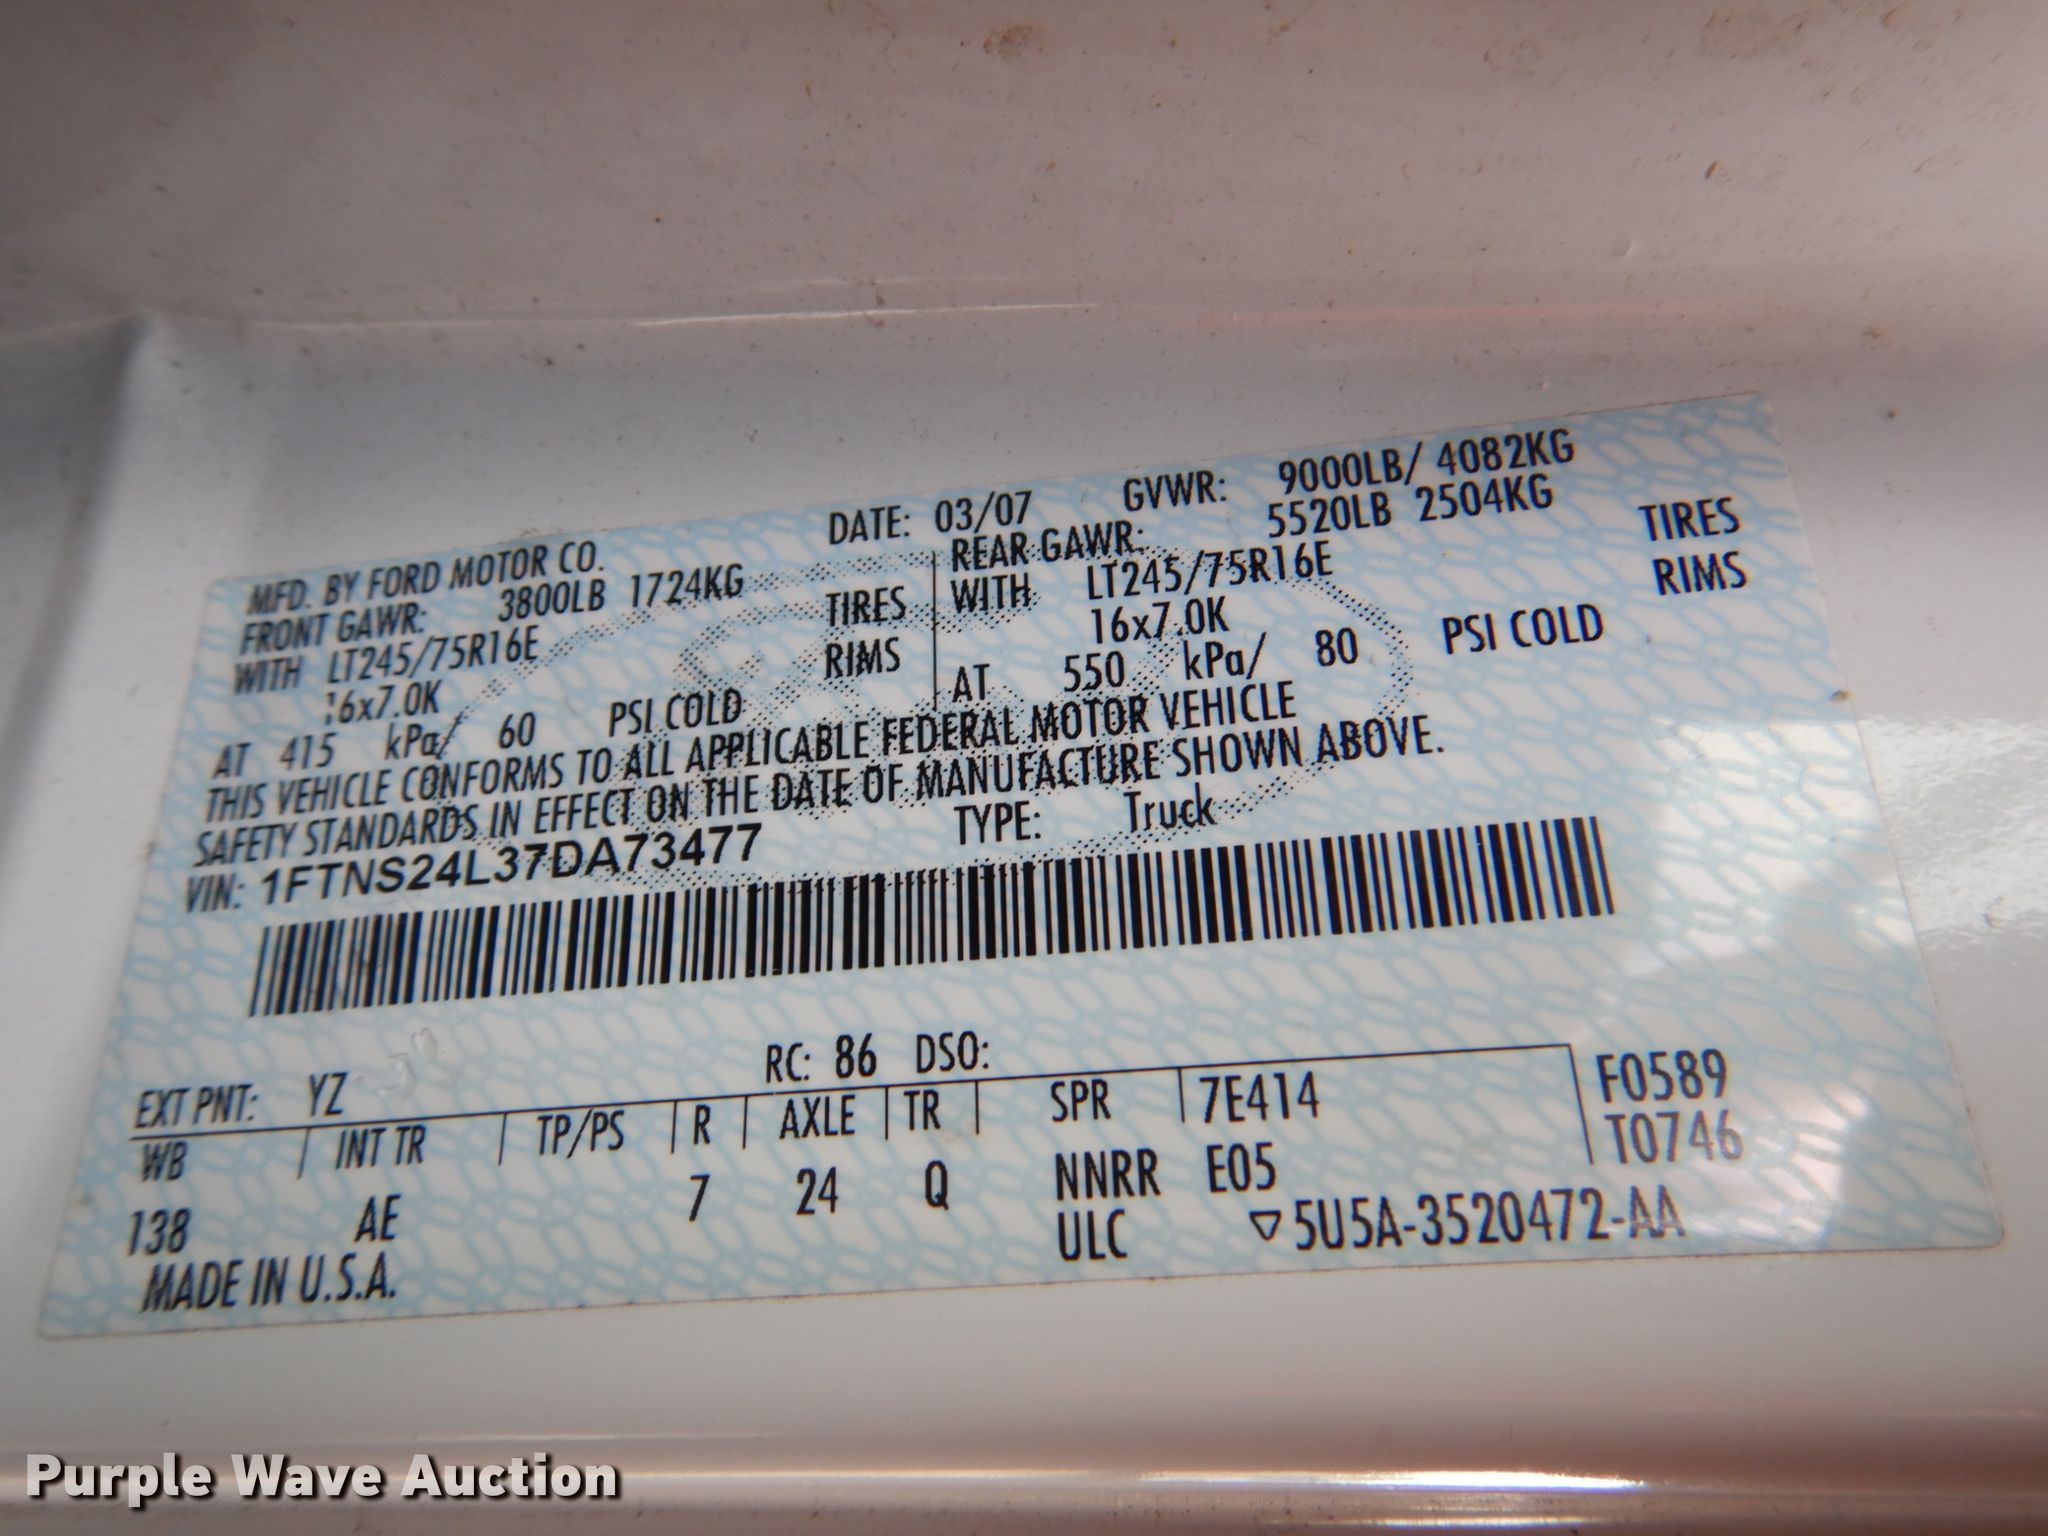 MFD. BY FORD MOTOR CO. DATE: 03/07 GVWR: 9000LB/ 4082KG
FRONT GAWR: 3800LB 1724KG REAR GAWR: 5520LB 2504KG
WITH LT245/75R16E TIRES WITH LT245/75R16E TIRES
16x7.0K RIMS 16x7.0K RIMS
AT 415 kPa/ 60 PSI COLD AT 550 kPa/ 80 PSI COLD
THIS VEHICLE CONFORMS TO ALL APPLICABLE FEDERAL MOTOR VEHICLE
SAFETY STANDARDS IN EFFECT ON THE DATE OF MANUFACTURE SHOWN ABOVE.
VIN: 1FTNS24L37DA73477 TYPE: Truck
EXT PNT: YZ RC: 86 DSO:
WB INT TR TP/PS R AXLE TR SPR 7E414 F0589
138 AE 7 24 Q NNRR E05 T0746
MADE IN U.S.A. ULC ▽5U5A-3520472-AA
Purple Wave Auction